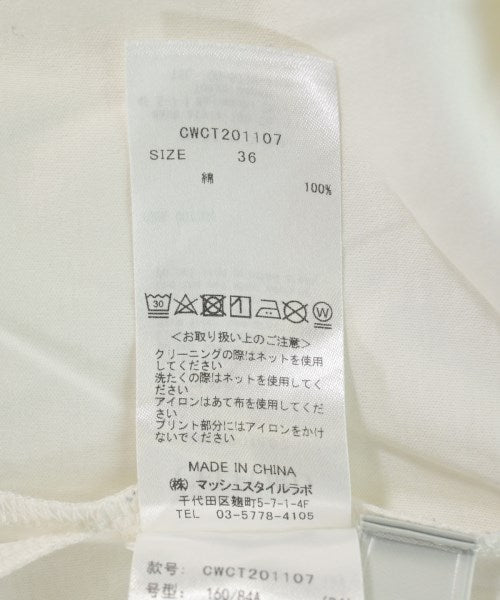 CWCT201107
SIZE 36
綿 100%
30
W
<お取り扱い上のご注意>
クリーニングの際はネットを使用
してください
洗たくの際はネットを使用してくだ
さい
アイロンはあて布を使用してください
プリント部分にはアイロンをかけ
ないでください
MADE IN CHINA
(株) マッシュスタイルラボ
千代田区麹町5-7-1-4F
TEL 03-5778-4105
款号: CWCT201107
号型: 160/84A